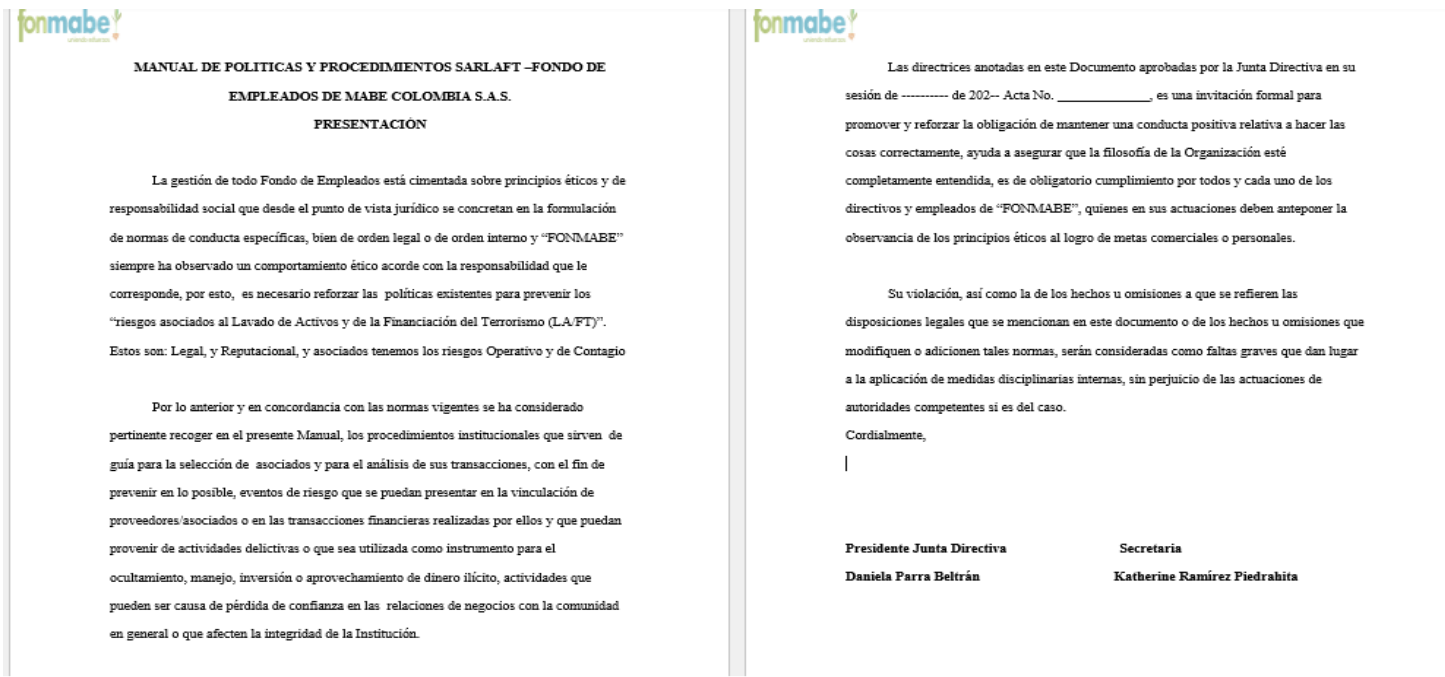 fonmabe
uniendo esfuerzos
MANUAL DE POLITICAS Y PROCEDIMIENTOS SARLAFT –FONDO DE
EMPLEADOS DE MABE COLOMBIA S.A.S.
PRESENTACIÓN
La gestión de todo Fondo de Empleados está cimentada sobre principios éticos y de
responsabilidad social que desde el punto de vista jurídico se concretan en la formulación
de normas de conducta específicas, bien de orden legal o de orden interno y “FONMABE”
siempre ha observado un comportamiento ético acorde con la responsabilidad que le
corresponde, por esto, es necesario reforzar las políticas existentes para prevenir los
“riesgos asociados al Lavado de Activos y de la Financiación del Terrorismo (LA/FT)”.
Estos son: Legal, y Reputacional, y asociados tenemos los riesgos Operativo y de Contagio
Por lo anterior y en concordancia con las normas vigentes se ha considerado
pertinente recoger en el presente Manual, los procedimientos institucionales que sirven de
guía para la selección de asociados y para el análisis de sus transacciones, con el fin de
prevenir en lo posible, eventos de riesgo que se puedan presentar en la vinculación de
proveedores/asociados o en las transacciones financieras realizadas por ellos y que puedan
provenir de actividades delictivas o que sea utilizada como instrumento para el
ocultamiento, manejo, inversión o aprovechamiento de dinero ilícito, actividades que
pueden ser causa de pérdida de confianza en las relaciones de negocios con la comunidad
en general o que afecten la integridad de la Institución.
fonmabe
uniendo esfuerzos
Las directrices anotadas en este Documento aprobadas por la Junta Directiva en su
sesión de ---------- de 202-- Acta No. ______________, es una invitación formal para
promover y reforzar la obligación de mantener una conducta positiva relativa a hacer las
cosas correctamente, ayuda a asegurar que la filosofía de la Organización esté
completamente entendida, es de obligatorio cumplimiento por todos y cada uno de los
directivos y empleados de “FONMABE”, quienes en sus actuaciones deben anteponer la
observancia de los principios éticos al logro de metas comerciales o personales.
Su violación, así como la de los hechos u omisiones a que se refieren las
disposiciones legales que se mencionan en este documento o de los hechos u omisiones que
modifiquen o adicionen tales normas, serán consideradas como faltas graves que dan lugar
a la aplicación de medidas disciplinarias internas, sin perjuicio de las actuaciones de
autoridades competentes si es del caso.
Cordialmente,
Presidente Junta Directiva Secretaria
Daniela Parra Beltrán Katherine Ramírez Piedrahita